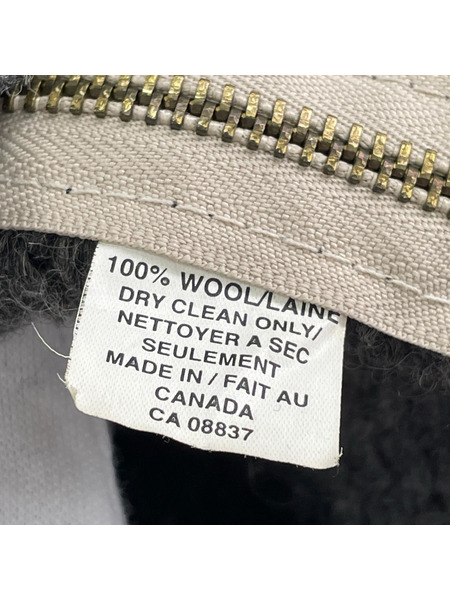 100% WOOL/LAINE
DRY CLEAN ONLY/
NETTOYER A SEC
SEULEMENT
MADE IN / FAIT AU
CANADA
CA 08837